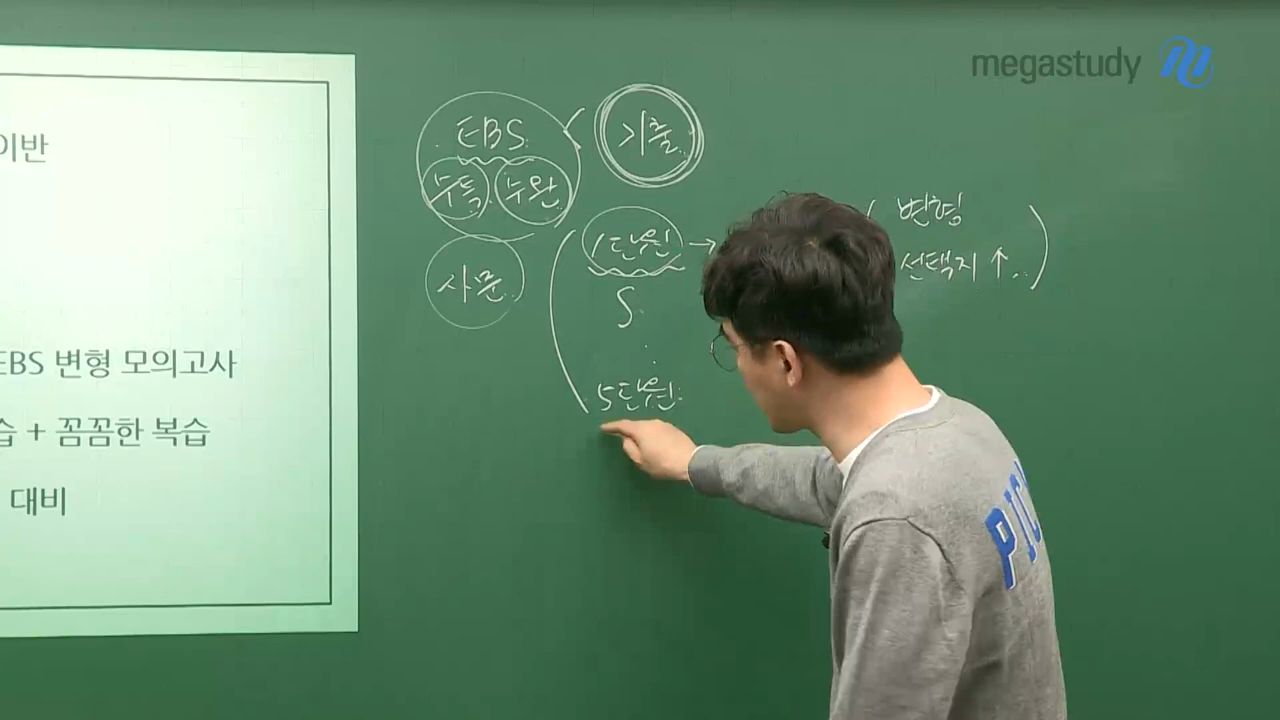 megastudy
이반
EBS 변형 모의고사
습 + 꼼꼼한 복습
대비
EBS
수특 수완
기출
사문
1단원 →
S
5단원
변형
선택지 ↑
PIC